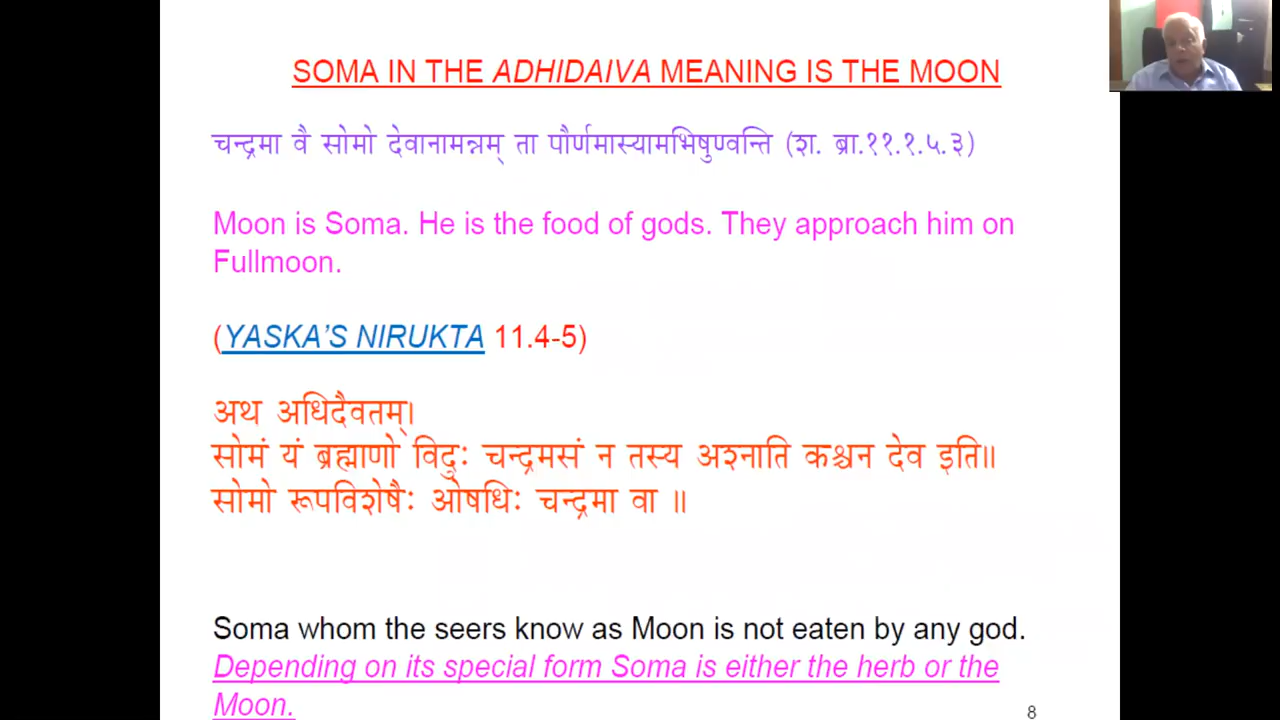 SOMA IN THE ADHIDAIVA MEANING IS THE MOON
चन्द्रमा वै सोमो देवानामन्नम् ता पौर्णमास्यामभिषुण्वन्ति (श. ब्रा.११.१.५.३)
Moon is Soma. He is the food of gods. They approach him on
Fullmoon.
(YASKA'S NIRUKTA 11.4-5)
अथ अधिदैवतम्।
सोमं यं ब्रह्माणो विदुः चन्द्रमसं न तस्य अश्नाति कश्चन देव इति॥
सोमो रूपविशेषैः ओषधिः चन्द्रमा वा ॥
Soma whom the seers know as Moon is not eaten by any god.
Depending on its special form Soma is either the herb or the
Moon.
8